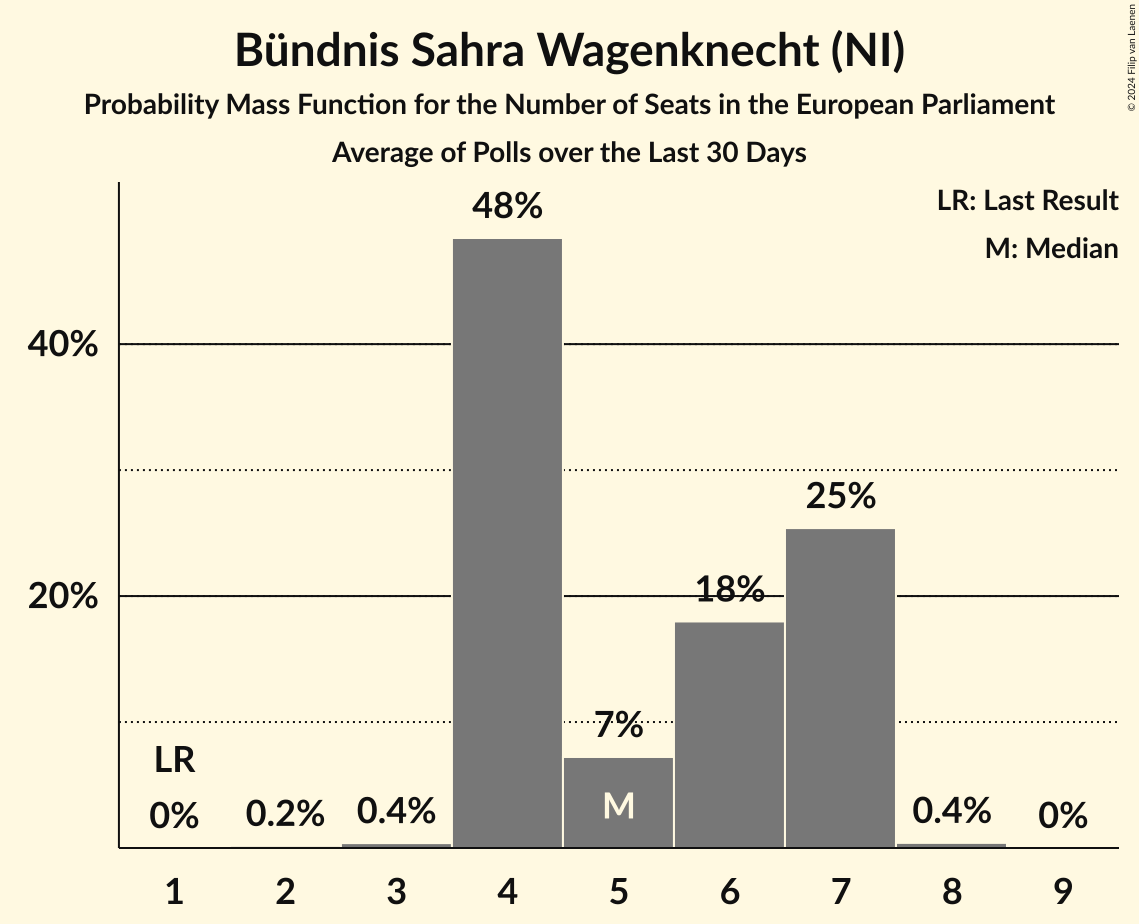 Bündnis Sahra Wagenknecht (NI)
Probability Mass Function for the Number of Seats in the European Parliament
Average of Polls over the Last 30 Days
© 2024 Filip van Laenen
LR: Last Result
M: Median
48%
40%
25%
20%
18%
7%
LR
M
0%
0.2%
0.4%
0.4%
0%
1 2 3 4 5 6 7 8 9